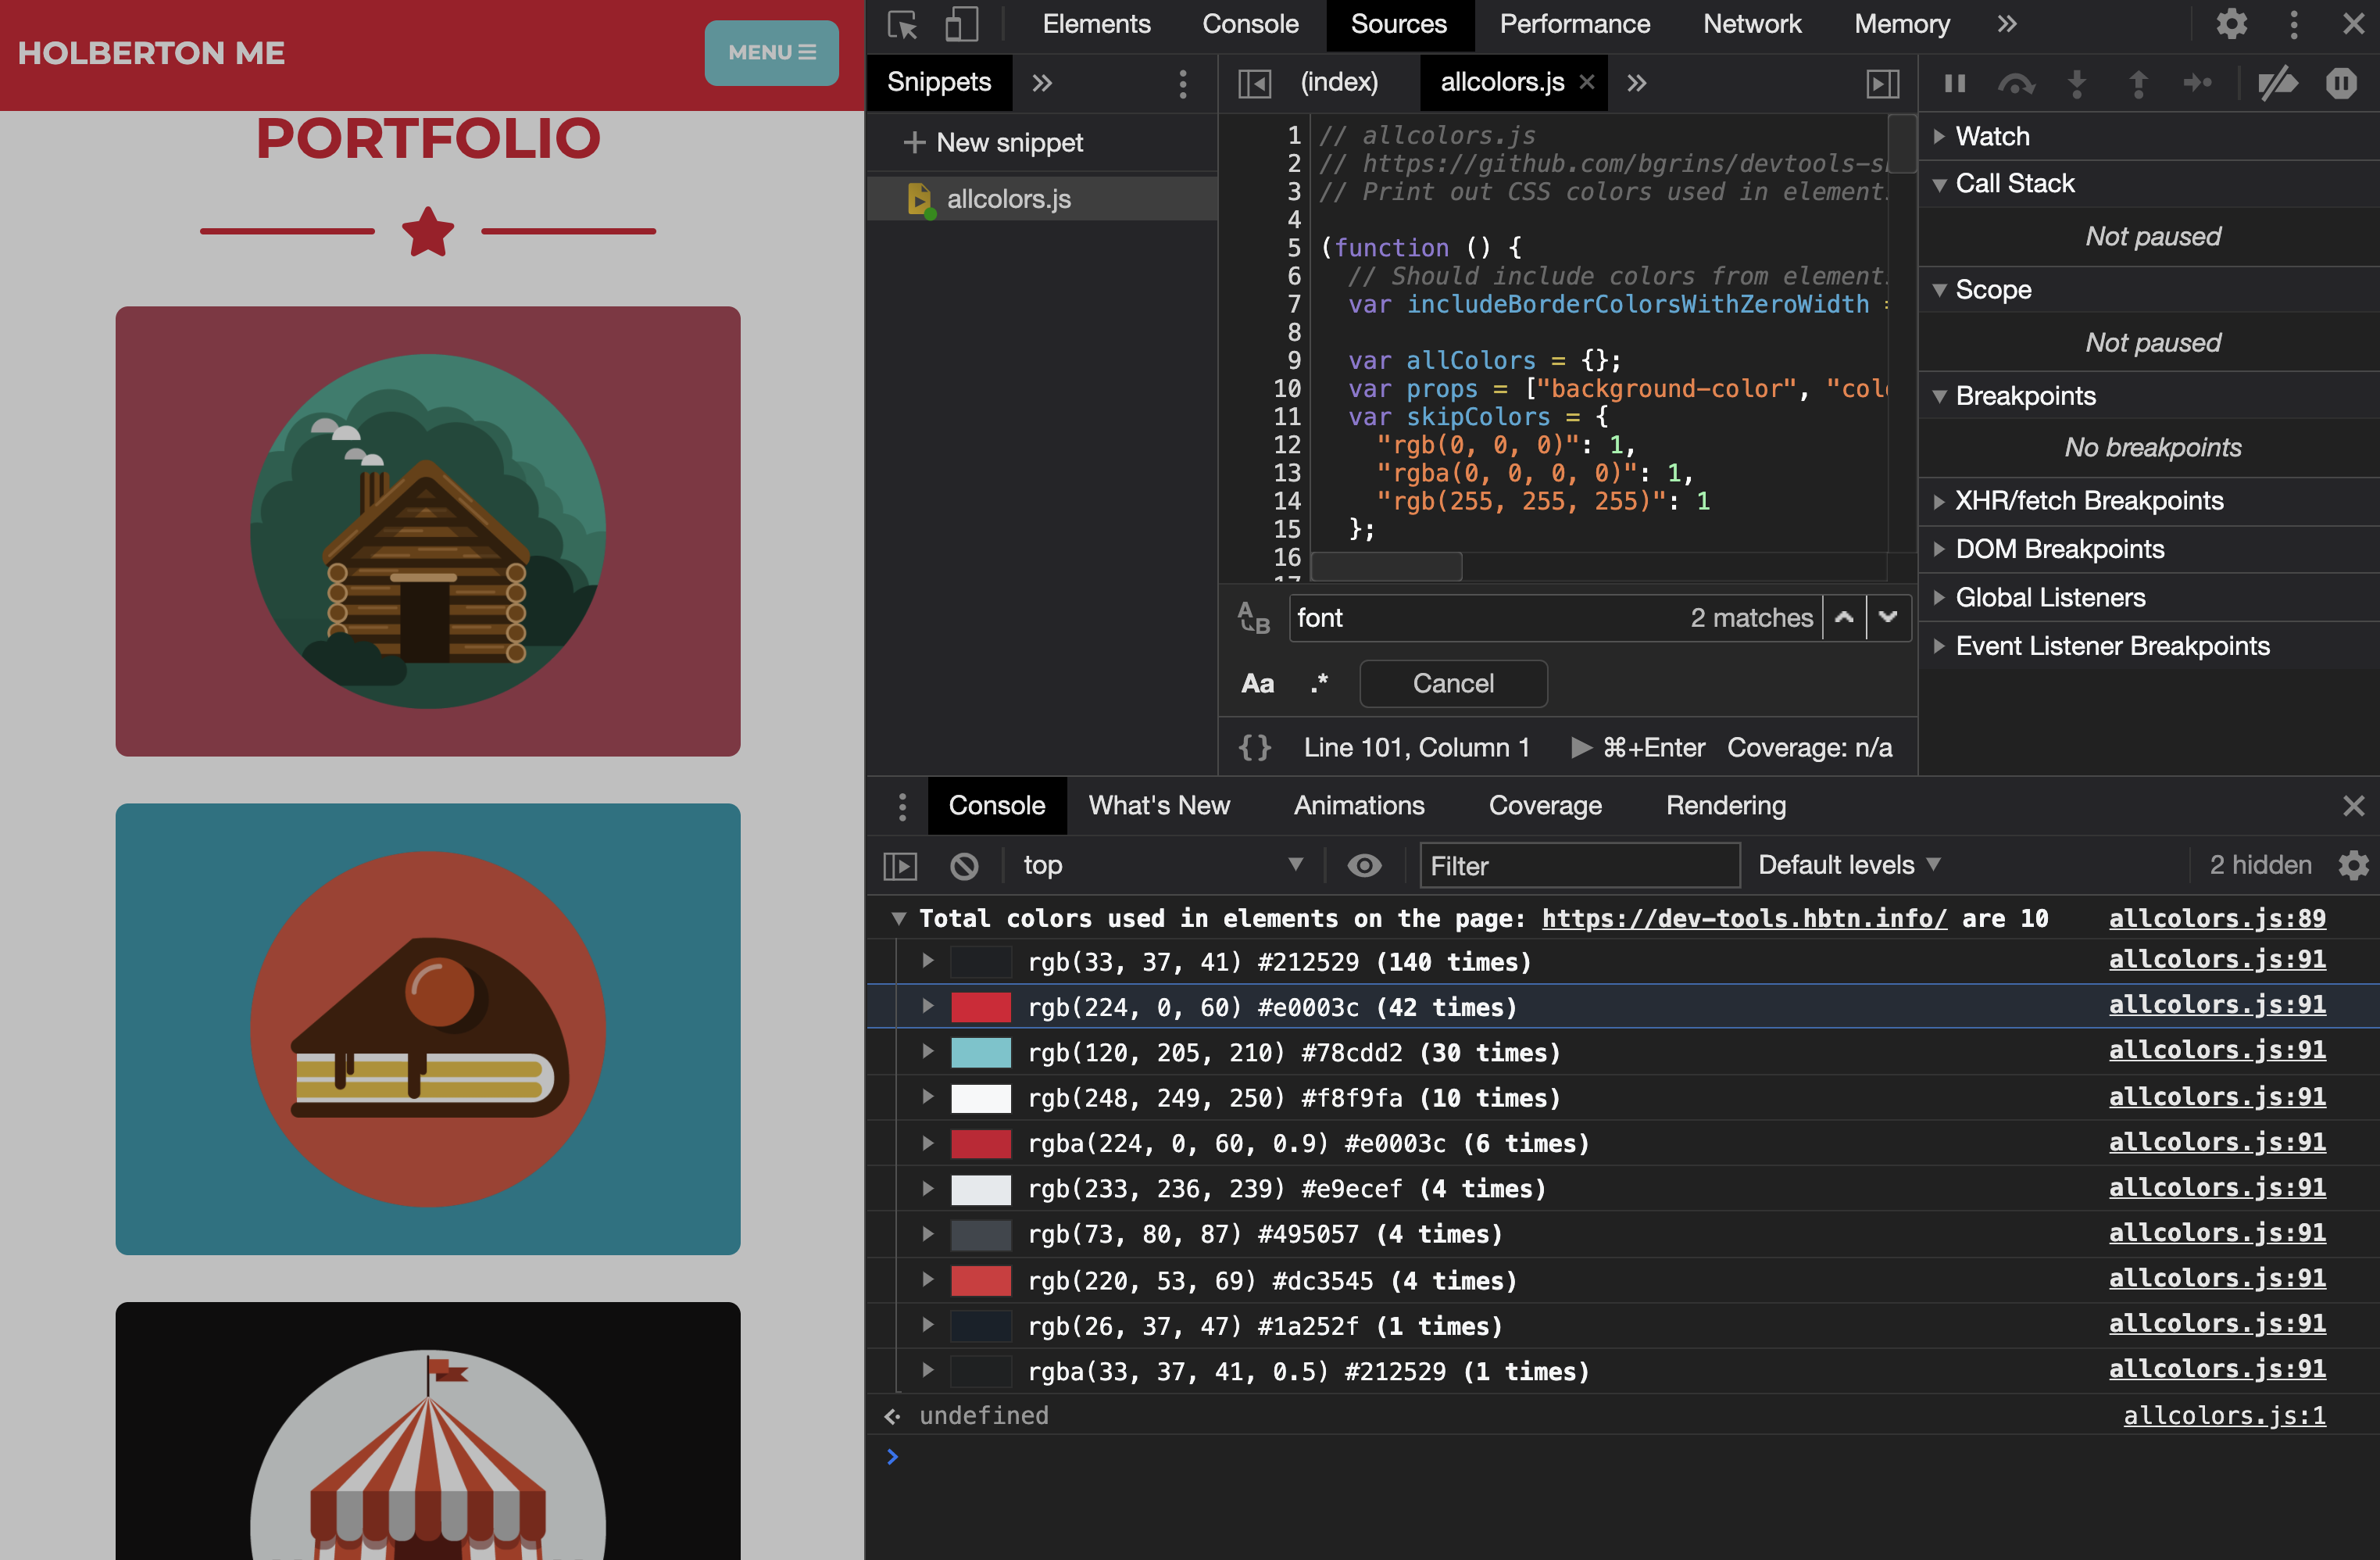 HOLBERTON ME
MENU
PORTFOLIO
Elements Console Sources Performance Network Memory
Snippets
(index) allcolors.js
New snippet
allcolors.js
1 // allcolors.js
2 // https://github.com/bgrins/devtools-s
3 // Print out CSS colors used in element
4
5 (function () {
6 // Should include colors from element
7 var includeBorderColorsWithZeroWidth =
8
9 var allColors = {};
10 var props = ["background-color", "col
11 var skipColors = {
12 "rgb(0, 0, 0)": 1,
13 "rgba(0, 0, 0, 0)": 1,
14 "rgb(255, 255, 255)": 1
15 };
16
17
font 2 matches
Aa .* Cancel
{} Line 101, Column 1 ⌘+Enter Coverage: n/a
Watch
Call Stack
Not paused
Scope
Not paused
Breakpoints
No breakpoints
XHR/fetch Breakpoints
DOM Breakpoints
Global Listeners
Event Listener Breakpoints
Console What's New Animations Coverage Rendering
top Filter Default levels 2 hidden
Total colors used in elements on the page: https://dev-tools.hbtn.info/ are 10 allcolors.js:89
rgb(33, 37, 41) #212529 (140 times) allcolors.js:91
rgb(224, 0, 60) #e0003c (42 times) allcolors.js:91
rgb(120, 205, 210) #78cdd2 (30 times) allcolors.js:91
rgb(248, 249, 250) #f8f9fa (10 times) allcolors.js:91
rgba(224, 0, 60, 0.9) #e0003c (6 times) allcolors.js:91
rgb(233, 236, 239) #e9ecef (4 times) allcolors.js:91
rgb(73, 80, 87) #495057 (4 times) allcolors.js:91
rgb(220, 53, 69) #dc3545 (4 times) allcolors.js:91
rgb(26, 37, 47) #1a252f (1 times) allcolors.js:91
rgba(33, 37, 41, 0.5) #212529 (1 times) allcolors.js:91
undefined allcolors.js:1